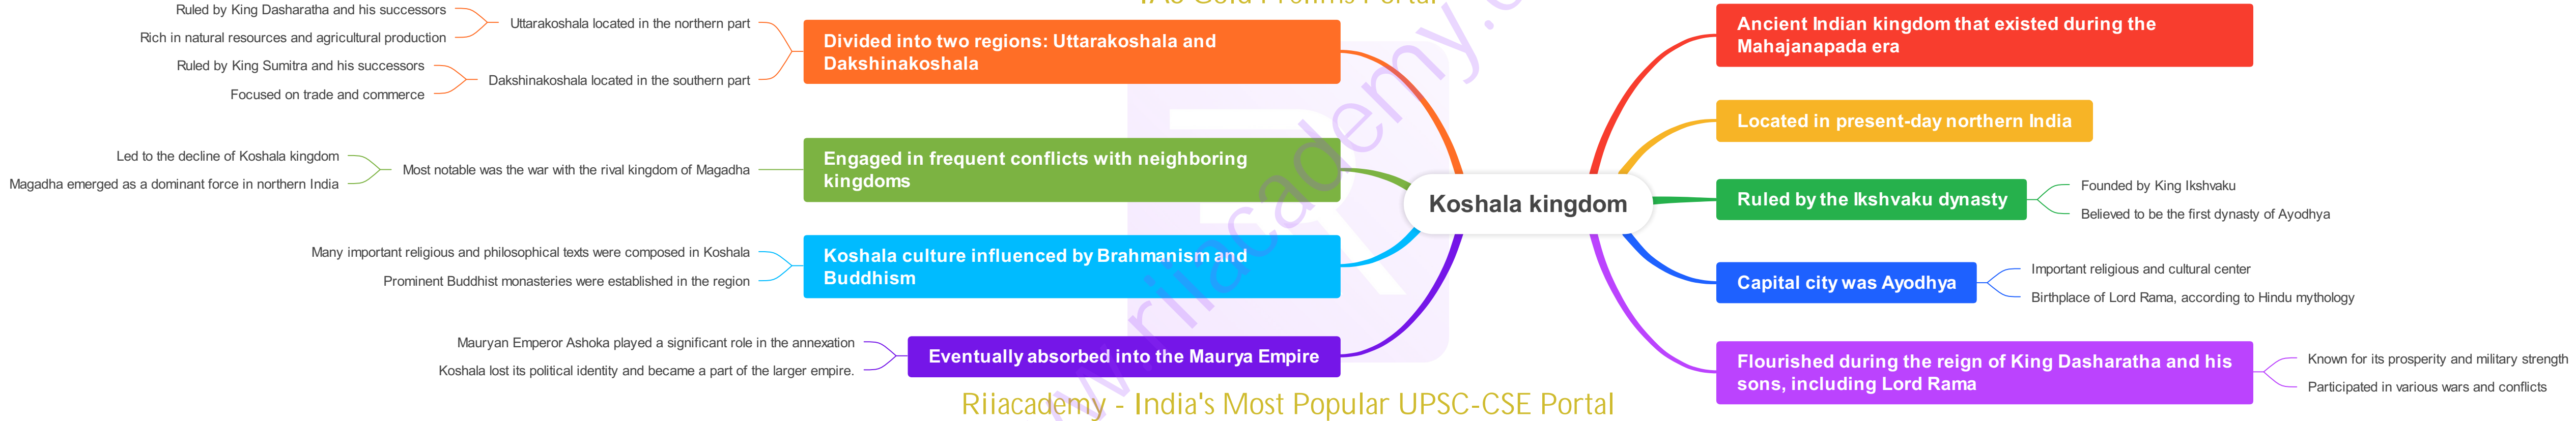 IAS Gold Prelims Portal
Koshala kingdom
Ancient Indian kingdom that existed during the
Mahajanapada era
Located in present-day northern India
Ruled by the Ikshvaku dynasty
Founded by King Ikshvaku
Believed to be the first dynasty of Ayodhya
Capital city was Ayodhya
Important religious and cultural center
Birthplace of Lord Rama, according to Hindu mythology
Flourished during the reign of King Dasharatha and his
sons, including Lord Rama
Known for its prosperity and military strength
Participated in various wars and conflicts
Divided into two regions: Uttarakoshala and
Dakshinakoshala
Uttarakoshala located in the northern part
Ruled by King Dasharatha and his successors
Rich in natural resources and agricultural production
Dakshinakoshala located in the southern part
Ruled by King Sumitra and his successors
Focused on trade and commerce
Engaged in frequent conflicts with neighboring
kingdoms
Most notable was the war with the rival kingdom of Magadha
Led to the decline of Koshala kingdom
Magadha emerged as a dominant force in northern India
Koshala culture influenced by Brahmanism and
Buddhism
Many important religious and philosophical texts were composed in Koshala
Prominent Buddhist monasteries were established in the region
Eventually absorbed into the Maurya Empire
Mauryan Emperor Ashoka played a significant role in the annexation
Koshala lost its political identity and became a part of the larger empire.
Riiacademy - India's Most Popular UPSC-CSE Portal